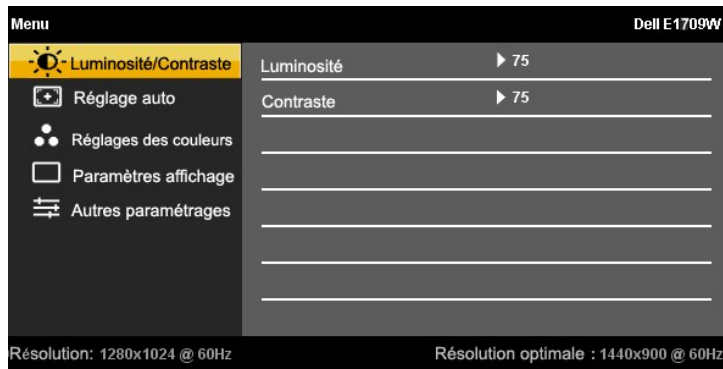 Menu Dell E1709W
Luminosité/Contraste Luminosité 75
Réglage auto Contraste 75
Réglages des couleurs
Paramètres affichage
Autres paramétrages
Résolution: 1280x1024 @ 60Hz Résolution optimale : 1440x900 @ 60Hz